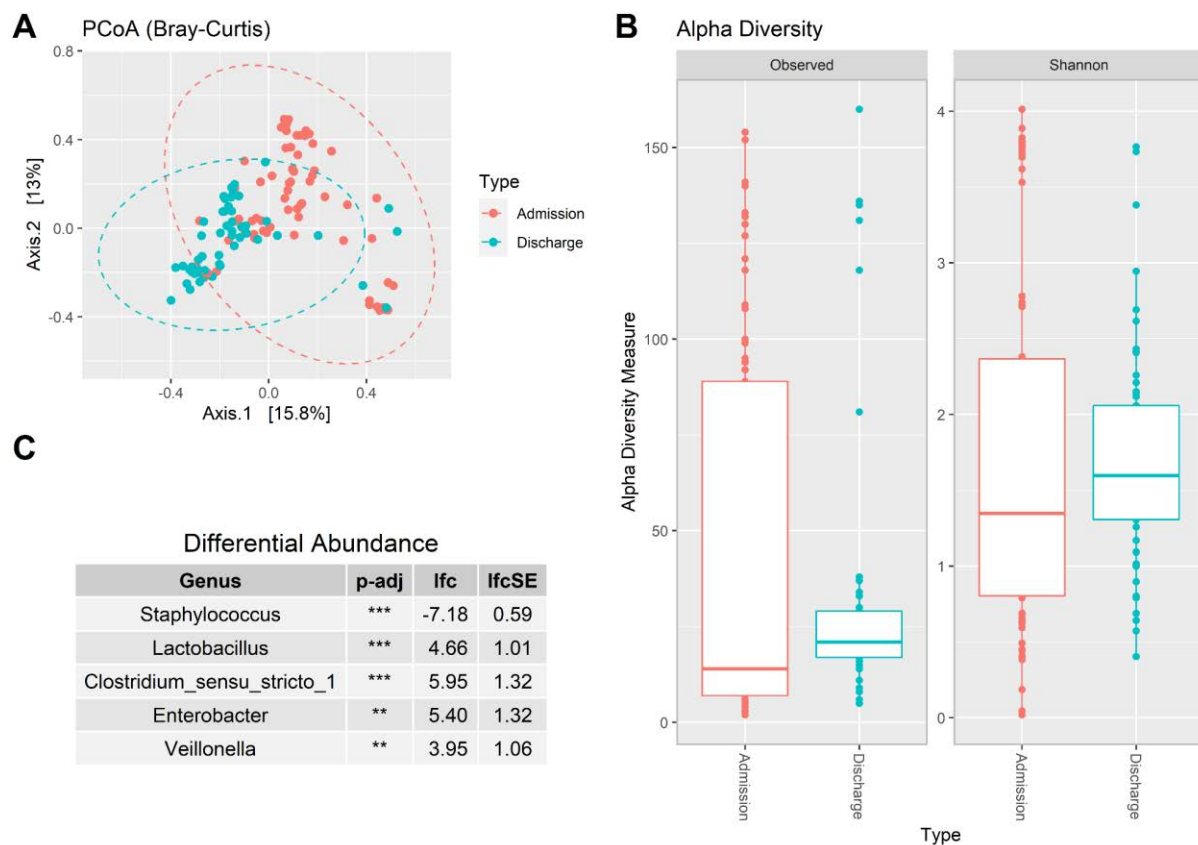 A
PCoA (Bray-Curtis)
0.8
0.4
0.0
-0.4
Axis.2 [13%]
-0.4
0.0
0.4
Axis.1 [15.8%]
Type
Admission
Discharge
B
Alpha Diversity
Observed
Shannon
150
100
50
0
4
3
2
1
0
Alpha Diversity Measure
Admission
Discharge
Admission
Discharge
Type
C
Differential Abundance
Genus p-adj lfc lfcSE
Staphylococcus *** -7.18 0.59
Lactobacillus *** 4.66 1.01
Clostridium_sensu_stricto_1 *** 5.95 1.32
Enterobacter ** 5.40 1.32
Veillonella ** 3.95 1.06